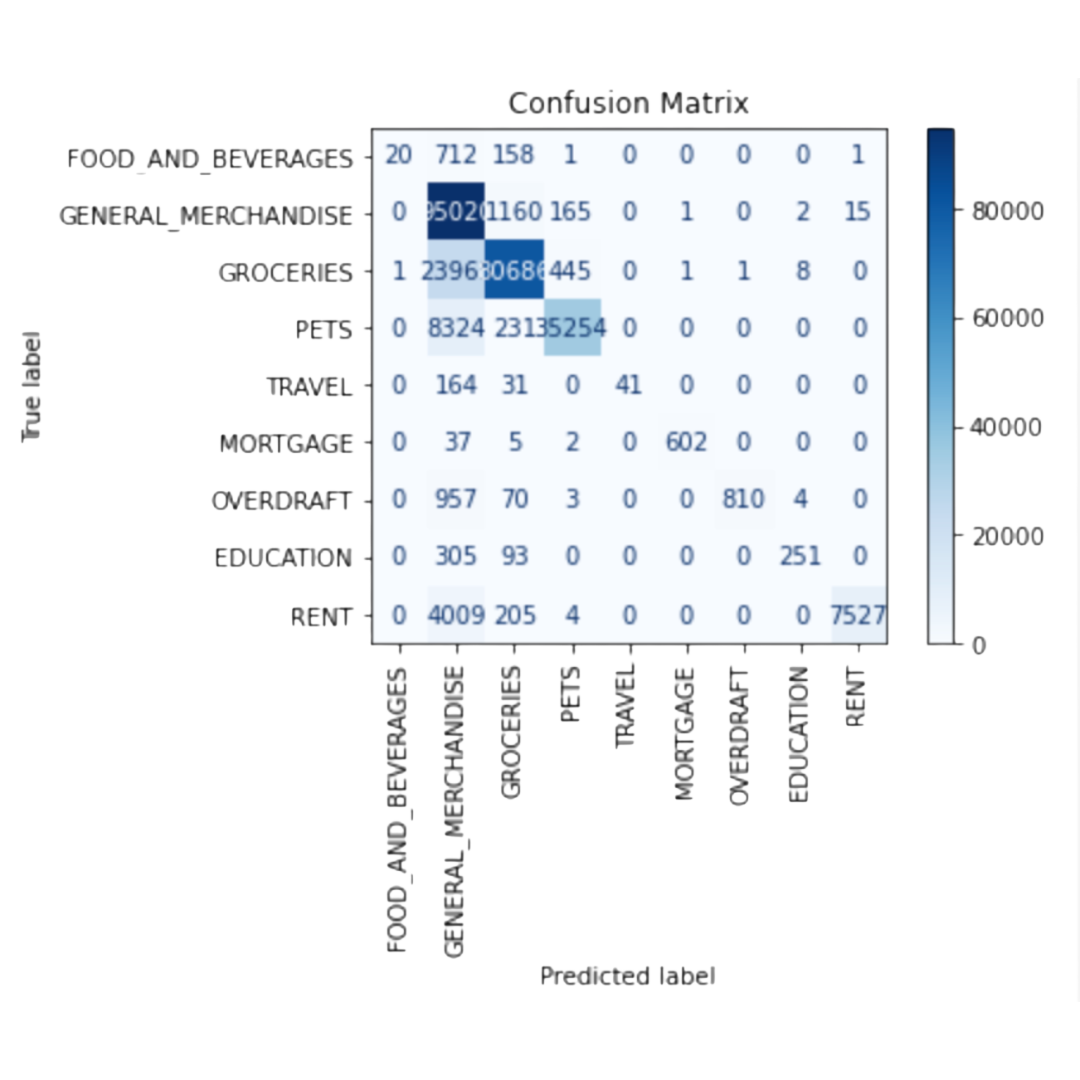 Confusion Matrix
FOOD_AND_BEVERAGES 20 712 158 1 0 0 0 0 1
GENERAL_MERCHANDISE 0 95020 1160 165 0 1 0 2 15
GROCERIES 1 80686 445 0 1 1 8 0
PETS 0 8324 231 35254 0 0 0 0 0
TRAVEL 0 164 31 0 41 0 0 0 0
MORTGAGE 0 37 5 2 0 602 0 0 0
OVERDRAFT 0 957 70 3 0 0 810 4 0
EDUCATION 0 305 93 0 0 0 0 251 0
RENT 0 4009 205 4 0 0 0 0 7527
True label
FOOD_AND_BEVERAGES
GENERAL_MERCHANDISE
GROCERIES
PETS
TRAVEL
MORTGAGE
OVERDRAFT
EDUCATION
RENT
Predicted label
80000
60000
40000
20000
0